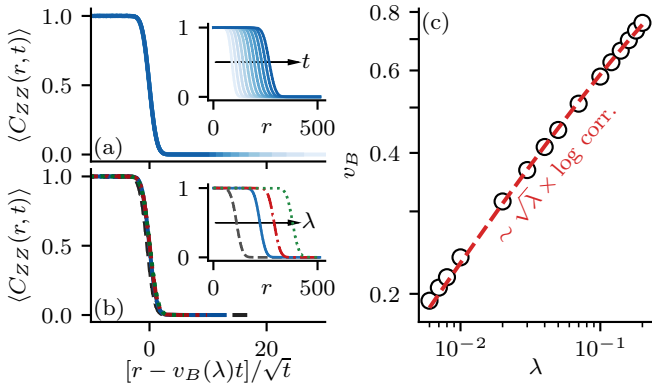 1.0
0.5
0.0
⟨C_{ZZ}(r, t)⟩
(a)
1
0
t
0
r
500
1.0
0.5
0.0
⟨C_{ZZ}(r, t)⟩
(b)
1
0
λ
0
r
500
0
20
[r − v_B(λ)t]/√t
(c)
0.8
0.6
0.4
0.2
v_B
~ √λ × log corr.
10^{−2}
10^{−1}
λ